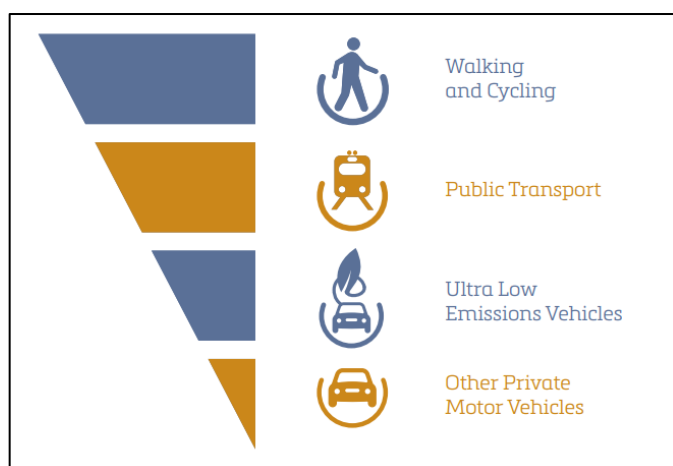 Walking
and Cycling
Public Transport
Ultra Low
Emissions Vehicles
Other Private
Motor Vehicles